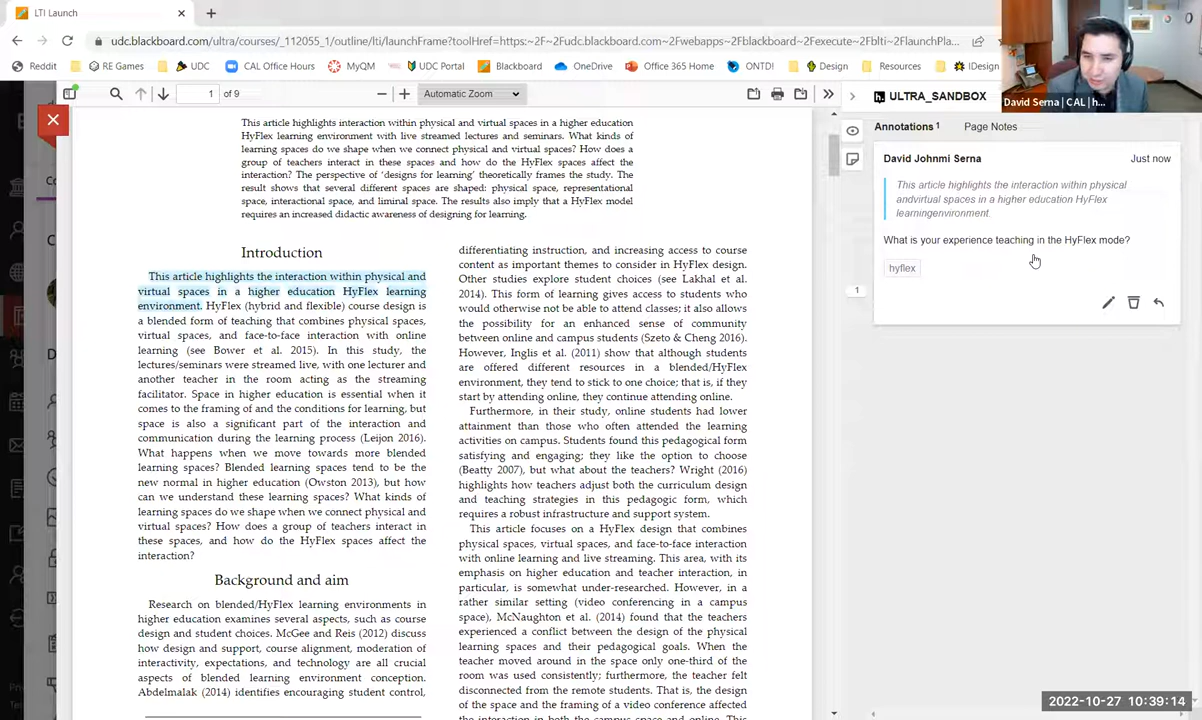 LTI Launch
udc.blackboard.com/ultra/courses/_112055_1/outline/lti/launchFrame?toolHref=https:~2F~2Fudc.blackboard.com~2Fwebapps~2Fblackboard~2Fexecute~2Fblti~2FlaunchPla...
Reddit
RE Games
UDC
CAL Office Hours
MyQM
UDC Portal
Blackboard
OneDrive
Office 365 Home
ONTD!
Design
Resources
IDesign
David Serna | CAL | h...
1 of 9
Automatic Zoom
This article highlights interaction within physical and virtual spaces in a higher education
HyFlex learning environment with live streamed lectures and seminars. What kinds of
learning spaces do we shape when we connect physical and virtual spaces? How does a
group of teachers interact in these spaces and how do the HyFlex spaces affect the
interaction? The perspective of 'designs for learning' theoretically frames the study. The
result shows that several different spaces are shaped: physical space, representational
space, interactional space, and liminal space. The results also imply that a HyFlex model
requires an increased didactic awareness of designing for learning.
Introduction
This article highlights the interaction within physical and
virtual spaces in a higher education HyFlex learning
environment. HyFlex (hybrid and flexible) course design is
a blended form of teaching that combines physical spaces,
virtual spaces, and face-to-face interaction with online
learning (see Bower et al. 2015). In this study, the
lectures/seminars were streamed live, with one lecturer and
another teacher in the room acting as the streaming
facilitator. Space in higher education is essential when it
comes to the framing of and the conditions for learning, but
space is also a significant part of the interaction and
communication during the learning process (Leijon 2016).
What happens when we move towards more blended
learning spaces? Blended learning spaces tend to be the
new normal in higher education (Owston 2013), but how
can we understand these learning spaces? What kinds of
learning spaces do we shape when we connect physical and
virtual spaces? How does a group of teachers interact in
these spaces, and how do the HyFlex spaces affect the
interaction?
Background and aim
Research on blended/HyFlex learning environments in
higher education examines several aspects, such as course
design and student choices. McGee and Reis (2012) discuss
how design and support, course alignment, moderation of
interactivity, expectations, and technology are all crucial
aspects of blended learning environment conception.
Abdelmalak (2014) identifies encouraging student control,
differentiating instruction, and increasing access to course
content as important themes to consider in HyFlex design.
Other studies explore student choices (see Lakhal et al.
2014). This form of learning gives access to students who
would otherwise not be able to attend classes; it also allows
the possibility for an enhanced sense of community
between online and campus students (Szeto & Cheng 2016).
However, Inglis et al. (2011) show that although students
are offered different resources in a blended/HyFlex
environment, they tend to stick to one choice; that is, if they
start by attending online, they continue attending online.
Furthermore, in their study, online students had lower
attainment than those who often attended the learning
activities on campus. Students found this pedagogical form
satisfying and engaging; they like the option to choose
(Beatty 2007), but what about the teachers? Wright (2016)
highlights how teachers adjust both the curriculum design
and teaching strategies in this pedagogic form, which
requires a robust infrastructure and support system.
This article focuses on a HyFlex design that combines
physical spaces, virtual spaces, and face-to-face interaction
with online learning and live streaming. This area, with its
emphasis on higher education and teacher interaction, in
particular, is somewhat under-researched. However, in a
rather similar setting (video conferencing in a campus
space), McNaughton et al. (2014) found that the teachers
experienced a conflict between the design of the physical
learning spaces and their pedagogical goals. When the
teacher moved around in the space only one-third of the
room was used consistently; furthermore, the teacher felt
disconnected from the remote students. That is, the design
of the space and the framing of a video conference affected
the interaction in both the campus space and online. This
ULTRA_SANDBOX
Annotations 1
Page Notes
David Johnmi Serna
Just now
This article highlights the interaction within physical
andvirtual spaces in a higher education HyFlex
learningenvironment.
What is your experience teaching in the HyFlex mode?
hyflex
1
2022-10-27 10:39:14